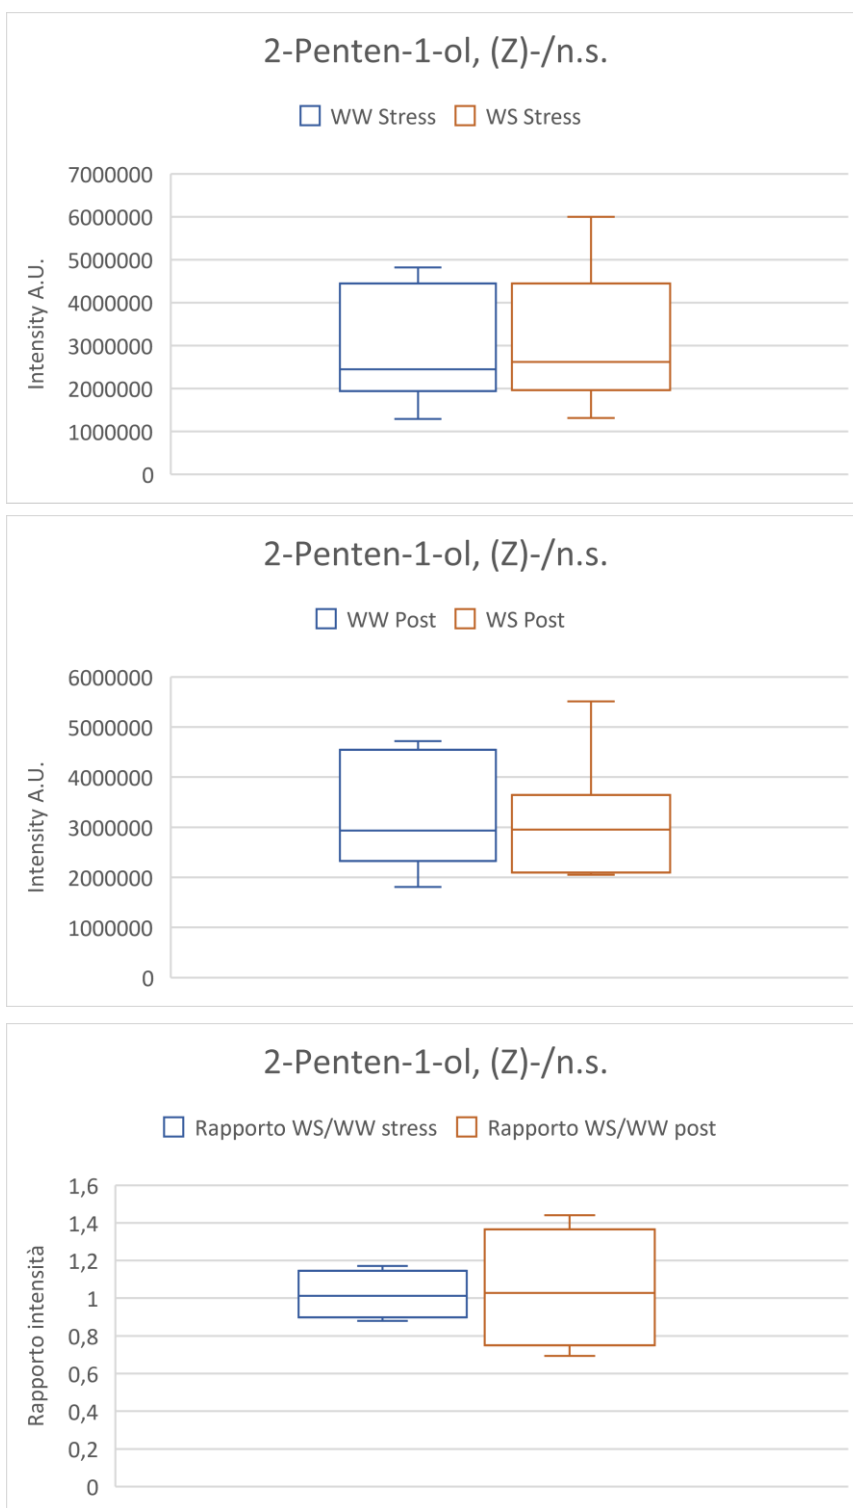 2-Penten-1-ol, (Z)-/n.s.
WW Stress WS Stress
Intensity A.U.
7000000
6000000
5000000
4000000
3000000
2000000
1000000
0
2-Penten-1-ol, (Z)-/n.s.
WW Post WS Post
Intensity A.U.
6000000
5000000
4000000
3000000
2000000
1000000
0
2-Penten-1-ol, (Z)-/n.s.
Rapporto WS/WW stress Rapporto WS/WW post
Rapporto intensità
1,6
1,4
1,2
1
0,8
0,6
0,4
0,2
0